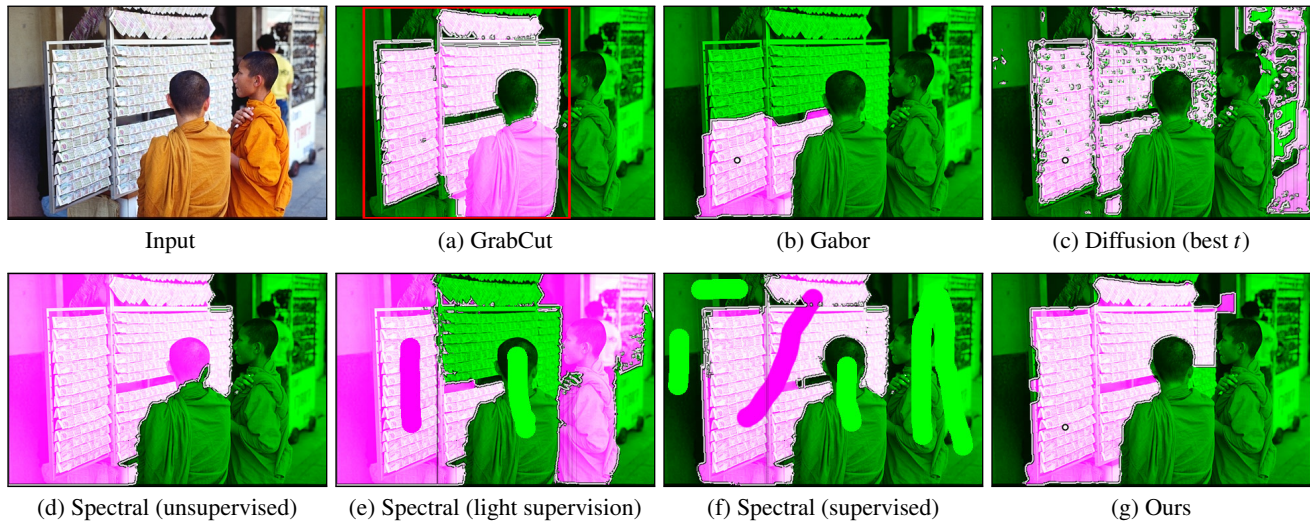 Input
(a) GrabCut
(b) Gabor
(c) Diffusion (best t)
(d) Spectral (unsupervised)
(e) Spectral (light supervision)
(f) Spectral (supervised)
(g) Ours